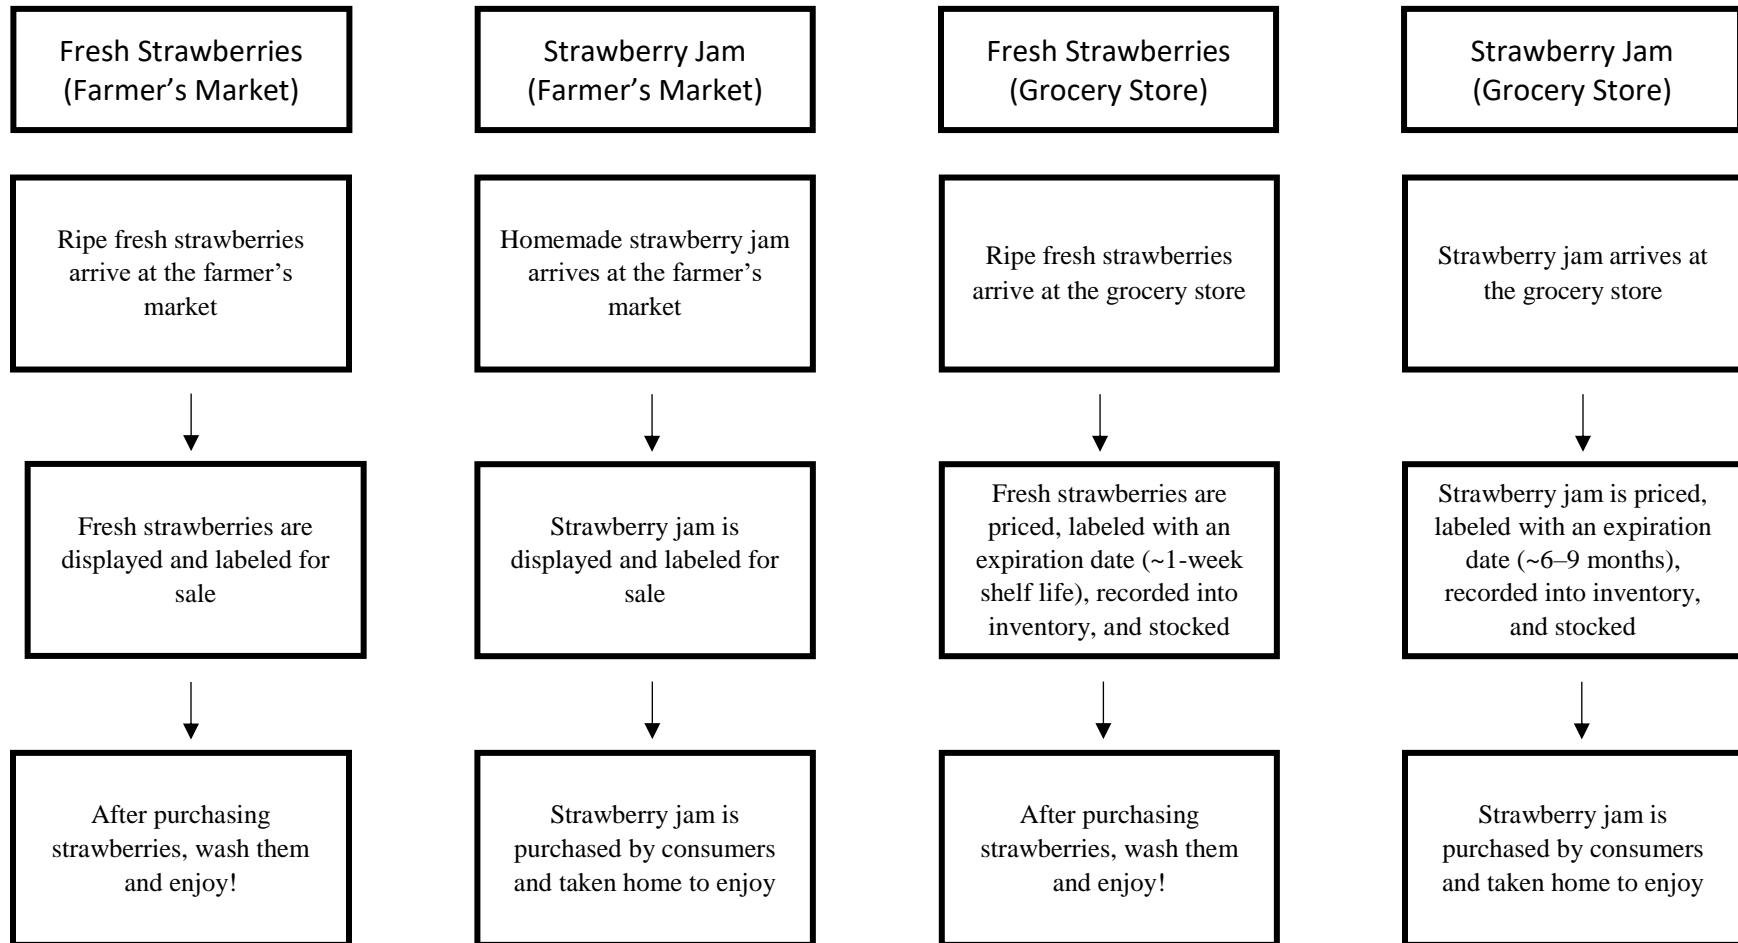 Fresh Strawberries
(Farmer’s Market)
Strawberry Jam
(Farmer’s Market)
Fresh Strawberries
(Grocery Store)
Strawberry Jam
(Grocery Store)
Ripe fresh strawberries
arrive at the farmer’s
market
Homemade strawberry jam
arrives at the farmer’s
market
Ripe fresh strawberries
arrive at the grocery store
Strawberry jam arrives at
the grocery store
Fresh strawberries are
displayed and labeled for
sale
Strawberry jam is
displayed and labeled for
sale
Fresh strawberries are
priced, labeled with an
expiration date (~1-week
shelf life), recorded into
inventory, and stocked
Strawberry jam is priced,
labeled with an expiration
date (~6–9 months),
recorded into inventory,
and stocked
After purchasing
strawberries, wash them
and enjoy!
Strawberry jam is
purchased by consumers
and taken home to enjoy
After purchasing
strawberries, wash them
and enjoy!
Strawberry jam is
purchased by consumers
and taken home to enjoy